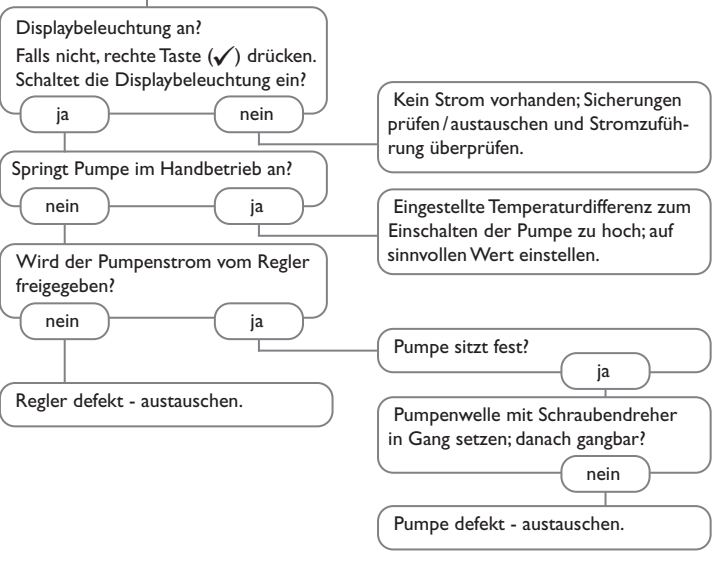 Displaybeleuchtung an?
Falls nicht, rechte Taste (✓) drücken.
Schaltet die Displaybeleuchtung ein?
ja
nein
Kein Strom vorhanden; Sicherungen
prüfen/austauschen und Stromzufüh-
rung überprüfen.
Springt Pumpe im Handbetrieb an?
nein
ja
Eingestellte Temperaturdifferenz zum
Einschalten der Pumpe zu hoch; auf
sinnvollen Wert einstellen.
Wird der Pumpenstrom vom Regler
freigegeben?
nein
ja
Pumpe sitzt fest?
ja
Regler defekt - austauschen.
Pumpenwelle mit Schraubendreher
in Gang setzen; danach gangbar?
nein
Pumpe defekt - austauschen.